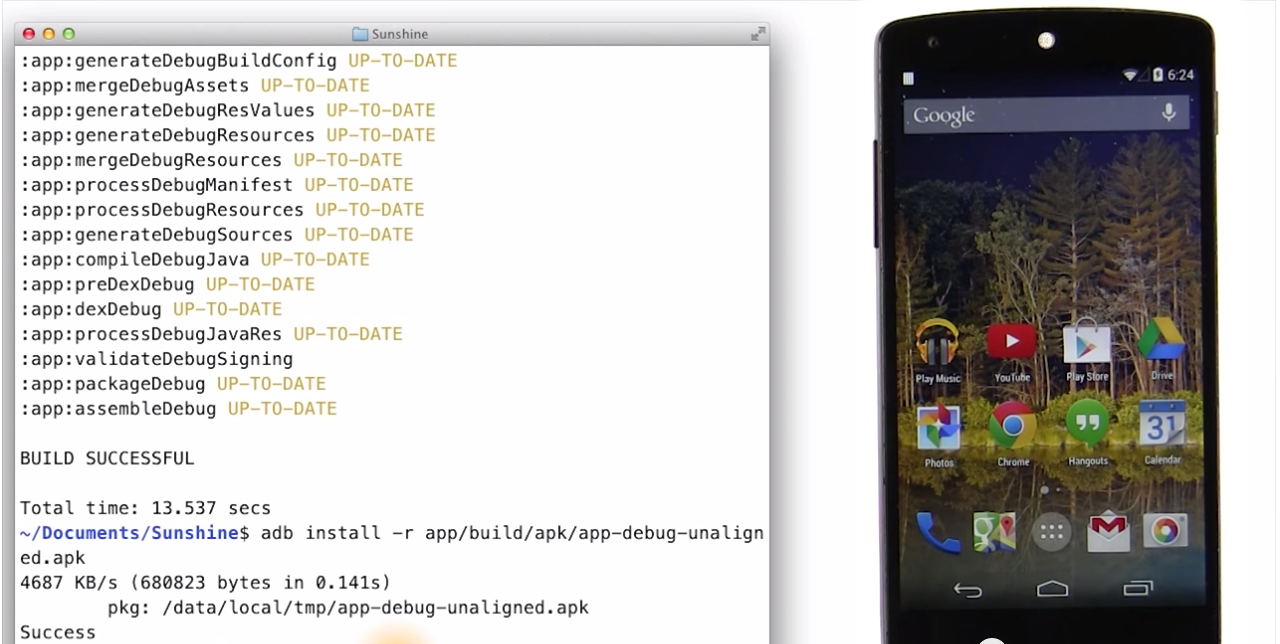 Sunshine
:app:generateDebugBuildConfig UP-TO-DATE
:app:mergeDebugAssets UP-TO-DATE
:app:generateDebugResValues UP-TO-DATE
:app:generateDebugResources UP-TO-DATE
:app:mergeDebugResources UP-TO-DATE
:app:processDebugManifest UP-TO-DATE
:app:processDebugResources UP-TO-DATE
:app:generateDebugSources UP-TO-DATE
:app:compileDebugJava UP-TO-DATE
:app:preDexDebug UP-TO-DATE
:app:dexDebug UP-TO-DATE
:app:processDebugJavaRes UP-TO-DATE
:app:validateDebugSigning
:app:packageDebug UP-TO-DATE
:app:assembleDebug UP-TO-DATE
BUILD SUCCESSFUL
Total time: 13.537 secs
~/Documents/Sunshine$ adb install -r app/build/apk/app-debug-unalign
ed.apk
4687 KB/s (680823 bytes in 0.141s)
pkg: /data/local/tmp/app-debug-unaligned.apk
Success
6:24
Google
Play Music YouTube Play Store Drive
31
Photos Chrome Hangouts Calendar